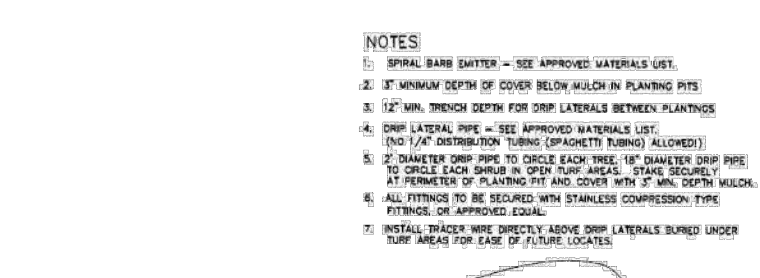 NOTES
1. SPIRAL BARB EMITTER – SEE APPROVED MATERIALS LIST.
2. 3" MINIMUM DEPTH OF COVER BELOW MULCH IN PLANTING PITS
3. 12" MIN. TRENCH DEPTH FOR DRIP LATERALS BETWEEN PLANTINGS
4. DRIP LATERAL PIPE – SEE APPROVED MATERIALS LIST.
(NO 1/4" DISTRIBUTION TUBING (SPAGHETTI TUBING) ALLOWED!)
5. 2' DIAMETER DRIP PIPE TO CIRCLE EACH TREE, 18" DIAMETER DRIP PIPE
TO CIRCLE EACH SHRUB IN OPEN TURF AREAS. STAKE SECURELY
AT PERIMETER OF PLANTING PIT AND COVER WITH 3" MIN. DEPTH MULCH.
6. ALL FITTINGS TO BE SECURED WITH STAINLESS COMPRESSION TYPE
FITTINGS, OR APPROVED EQUAL.
7. INSTALL TRACER WIRE DIRECTLY ABOVE DRIP LATERALS BURIED UNDER
TURF AREAS FOR EASE OF FUTURE LOCATES.